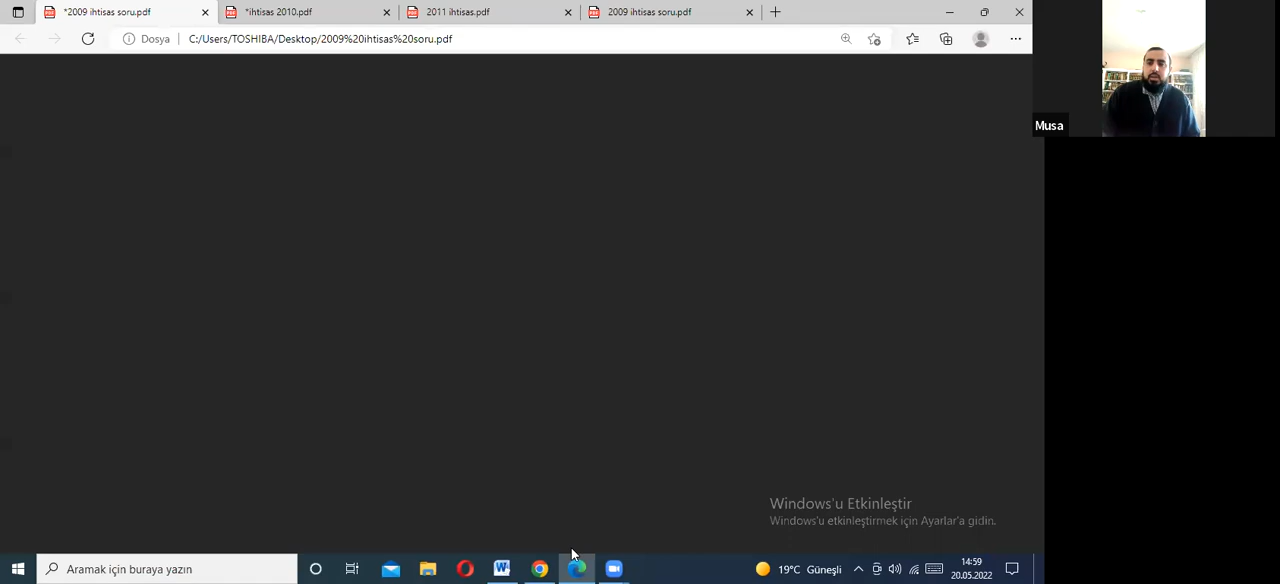 *2009 ihtisas soru.pdf
*ihtisas 2010.pdf
2011 ihtisas.pdf
2009 ihtisas soru.pdf
Dosya
C:/Users/TOSHIBA/Desktop/2009%20ihtisas%20soru.pdf
Musa
Windows'u Etkinleştir
Windows'u etkinleştirmek için Ayarlar'a gidin.
Aramak için buraya yazın
19°C Güneşli
14:59
20.05.2022